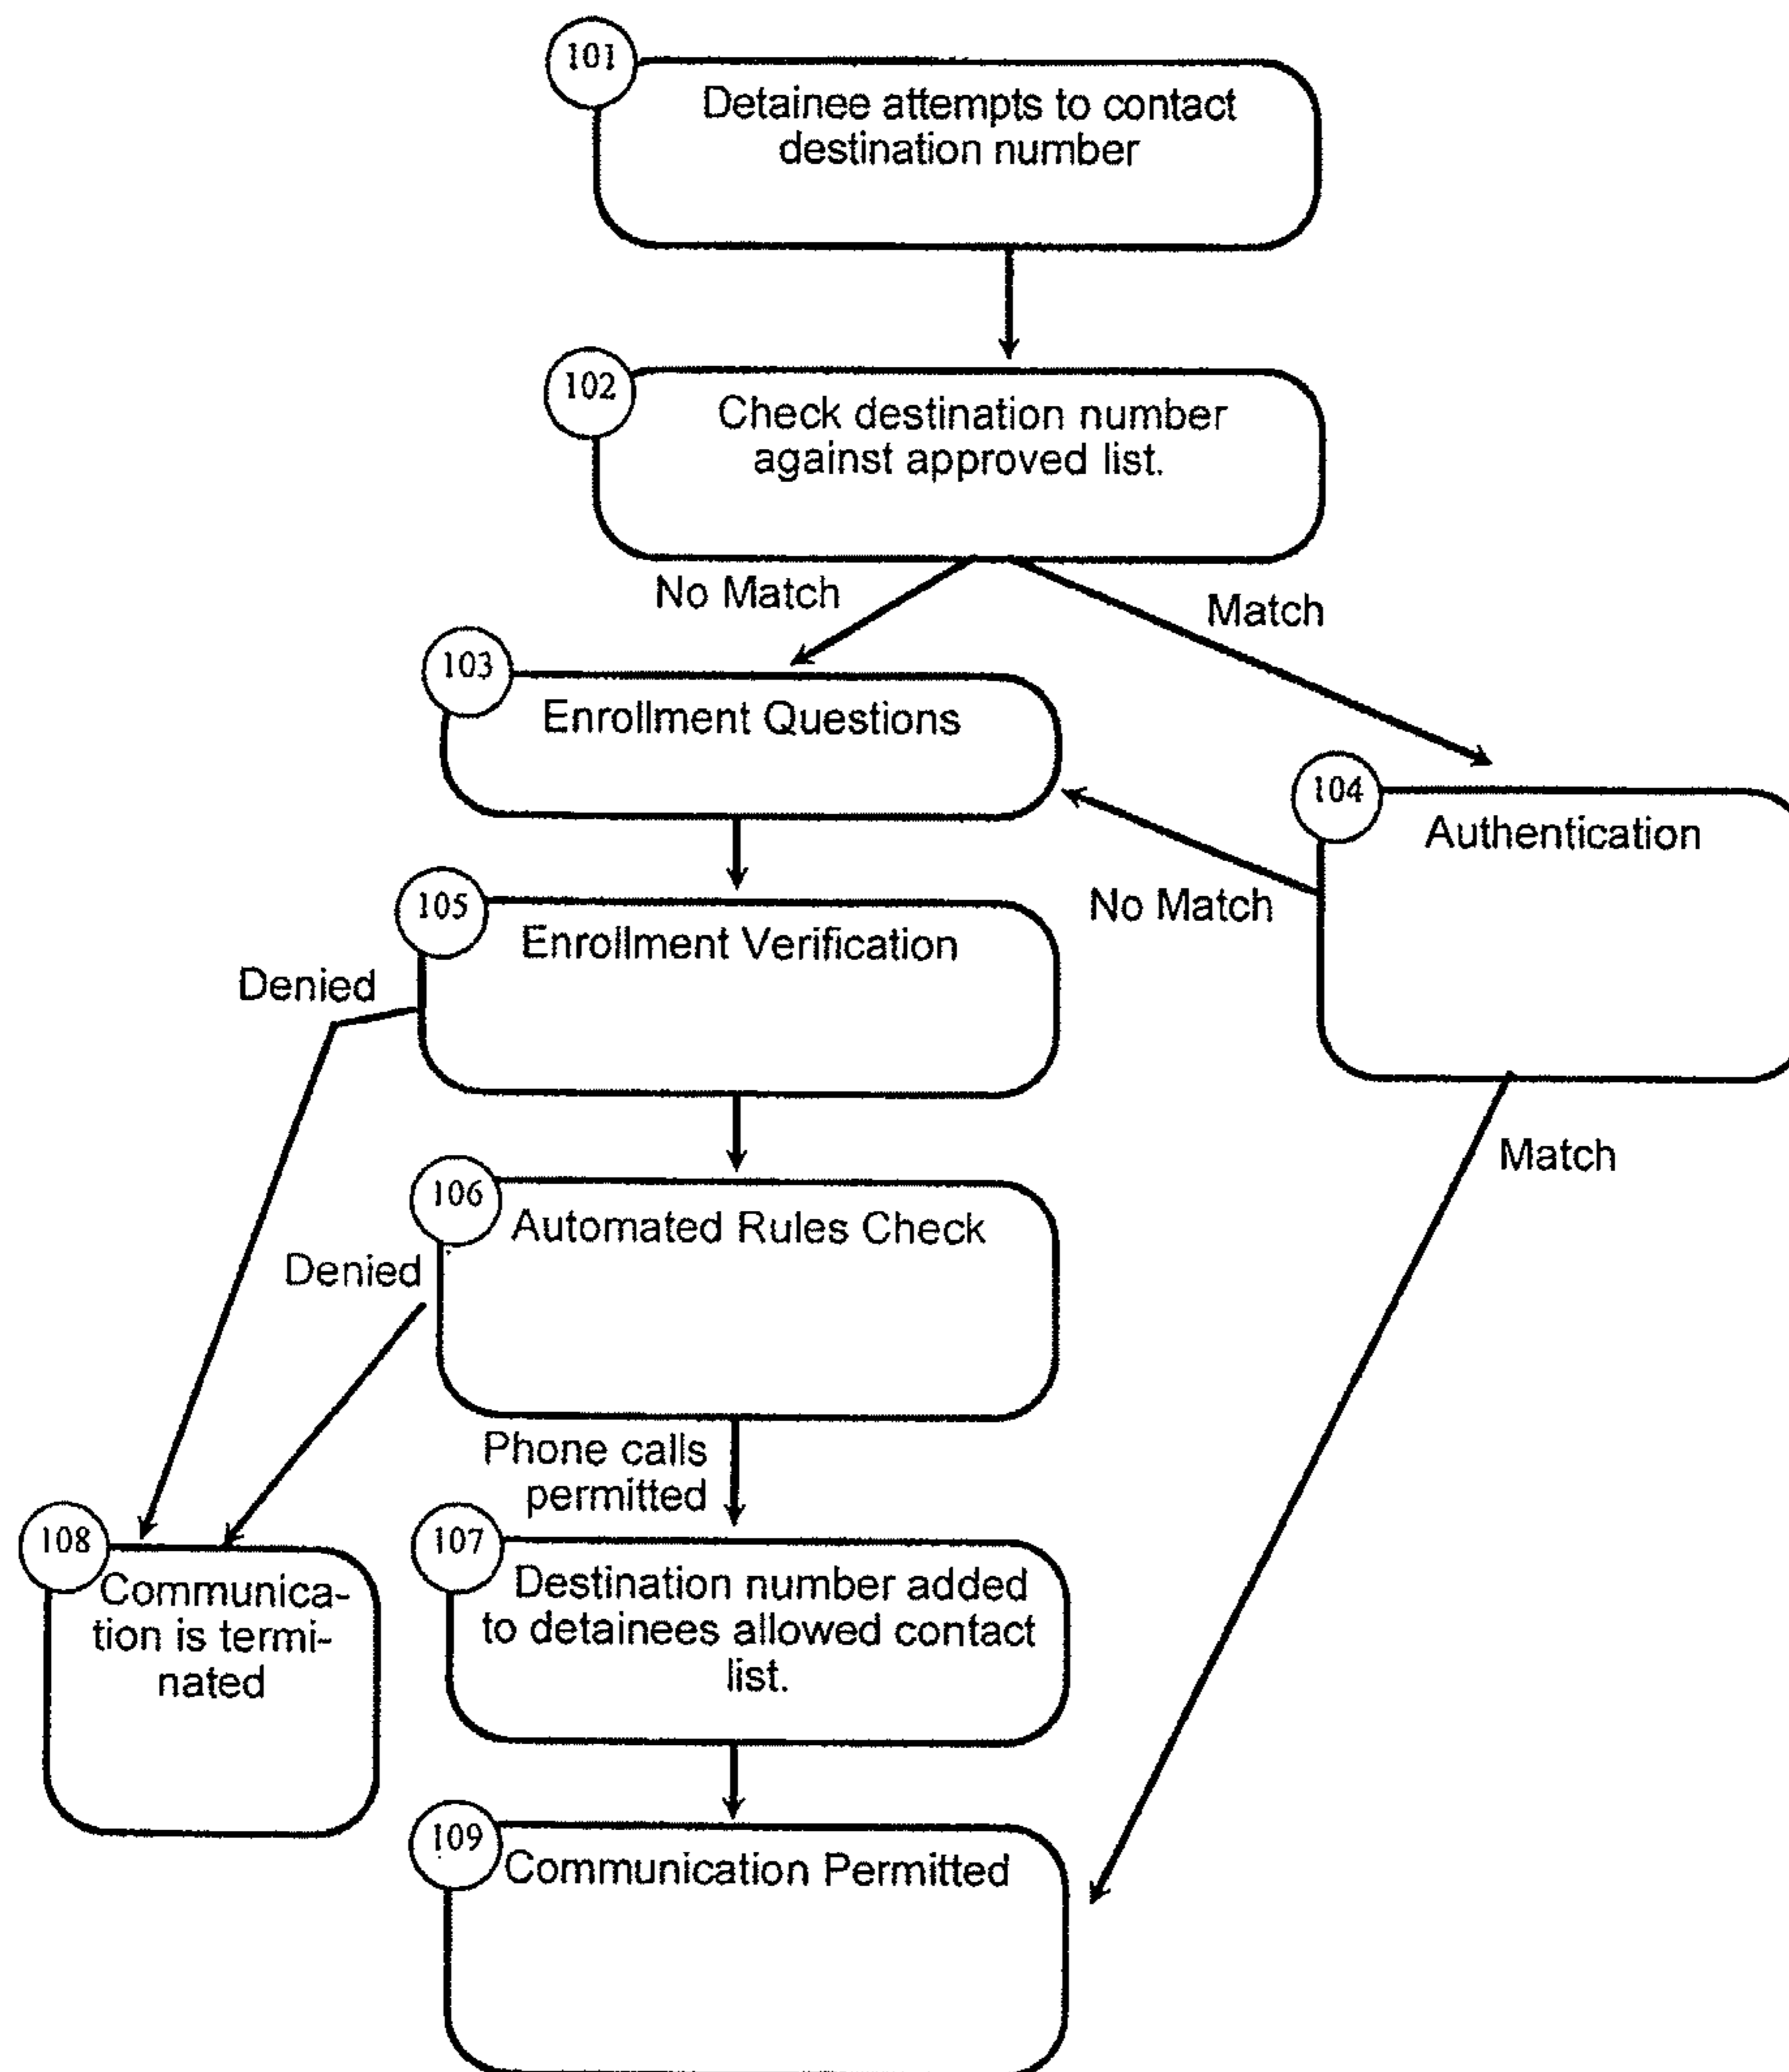 101
Detainee attempts to contact
destination number
102
Check destination number
against approved list.
No Match
Match
103
Enrollment Questions
104
Authentication
No Match
105
Enrollment Verification
Denied
Match
106
Automated Rules Check
Denied
Phone calls
permitted
108
Communica-
tion is termi-
nated
107
Destination number added
to detainees allowed contact
list.
109
Communication Permitted